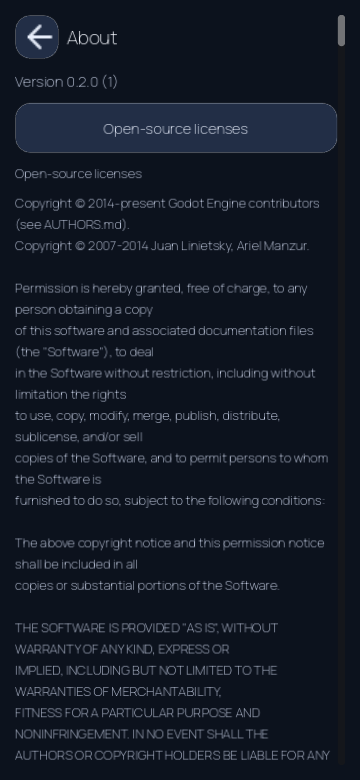 About
Version 0.2.0 (1)
Open-source licenses
Open-source licenses
Copyright © 2014-present Godot Engine contributors
(see AUTHORS.md).
Copyright © 2007-2014 Juan Linietsky, Ariel Manzur.
Permission is hereby granted, free of charge, to any
person obtaining a copy
of this software and associated documentation files
(the "Software"), to deal
in the Software without restriction, including without
limitation the rights
to use, copy, modify, merge, publish, distribute,
sublicense, and/or sell
copies of the Software, and to permit persons to whom
the Software is
furnished to do so, subject to the following conditions:
The above copyright notice and this permission notice
shall be included in all
copies or substantial portions of the Software.
THE SOFTWARE IS PROVIDED "AS IS", WITHOUT
WARRANTY OF ANY KIND, EXPRESS OR
IMPLIED, INCLUDING BUT NOT LIMITED TO THE
WARRANTIES OF MERCHANTABILITY,
FITNESS FOR A PARTICULAR PURPOSE AND
NONINFRINGEMENT. IN NO EVENT SHALL THE
AUTHORS OR COPYRIGHT HOLDERS BE LIABLE FOR ANY